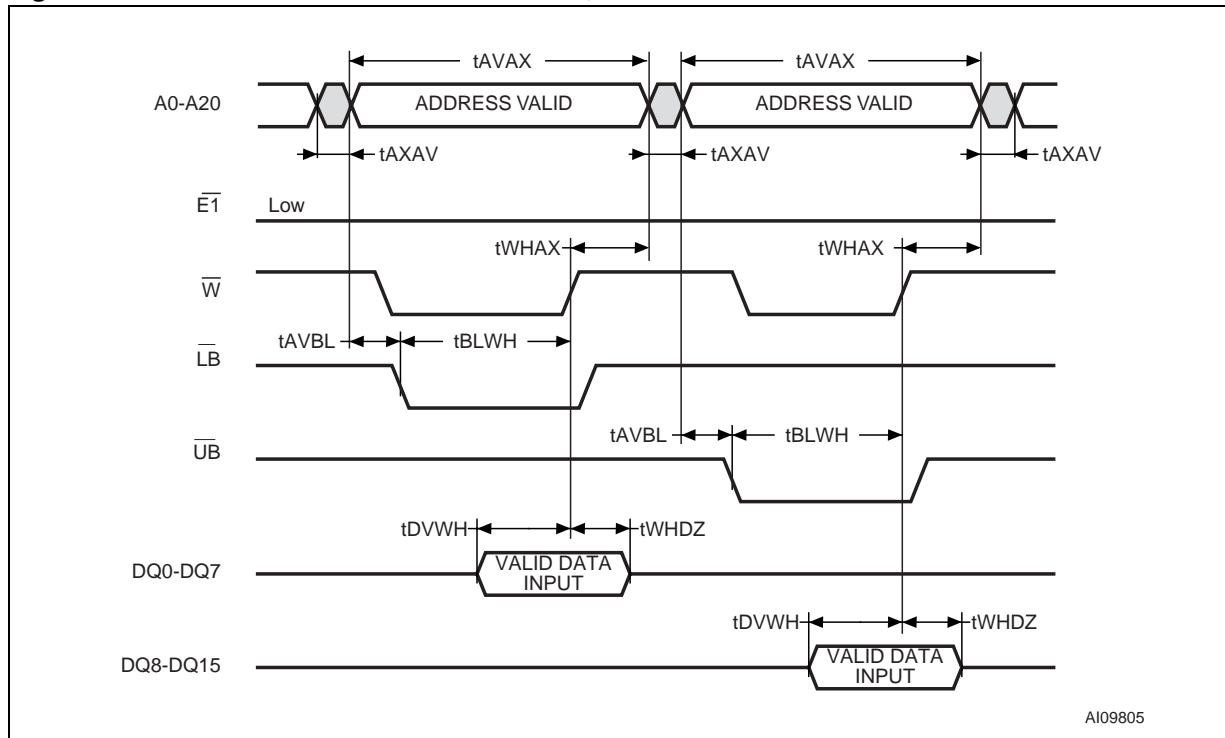 tAVAX tAVAX
A0-A20 ADDRESS VALID ADDRESS VALID
tAXAV tAXAV tAXAV
E1 Low
tWHAX tWHAX
W
tAVBL tBLWH
LB
tAVBL tBLWH
UB
tDVWH tWHDZ
DQ0-DQ7 VALID DATA INPUT
tDVWH tWHDZ
DQ8-DQ15 VALID DATA INPUT
AI09805